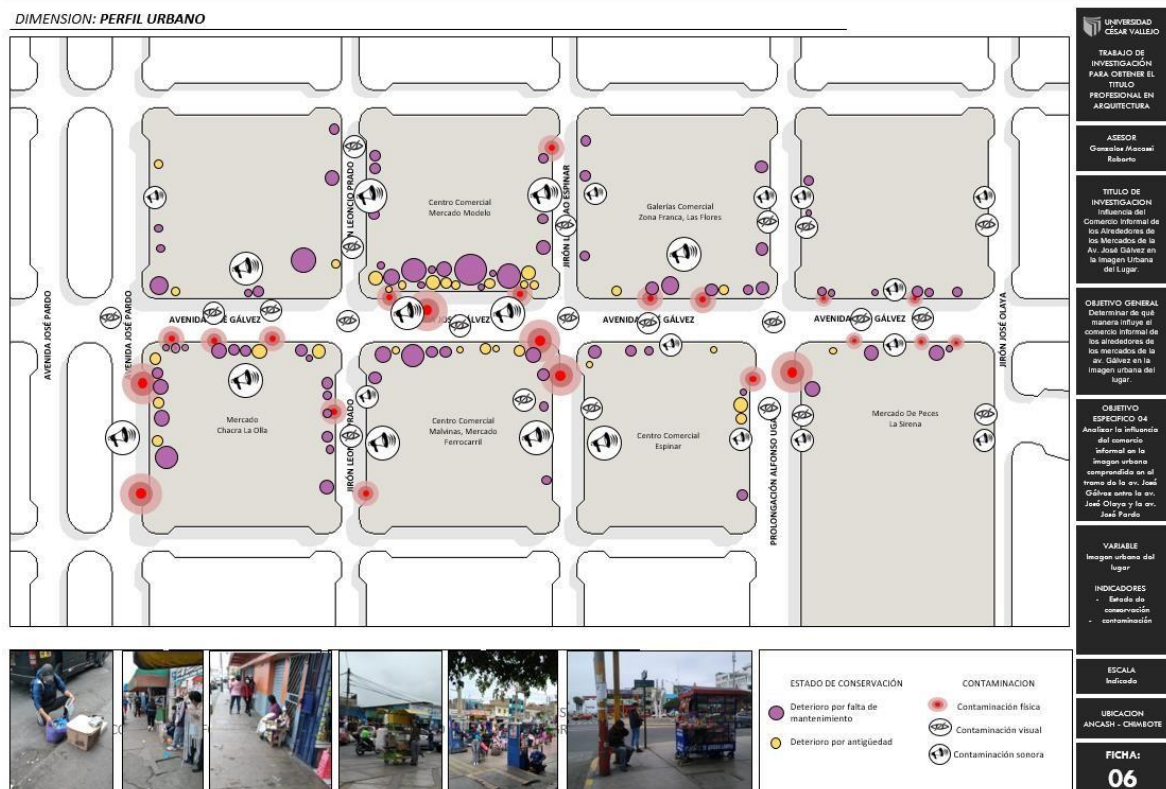 DIMENSION: PERFIL URBANO
UNIVERSIDAD
CÉSAR VALLEJO
TRABAJO DE
INVESTIGACIÓN
PARA OBTENER EL
TITULO
PROFESIONAL EN
ARQUITECTURA
ASESOR
Gonzales Macassi
Roberto
TITULO DE
INVESTIGACION
Influencia del
Comercio Informal de
los Alrededores de
los Mercados de la
Av. José Gálvez en
la Imagen Urbana
del Lugar.
OBJETIVO GENERAL
Determinar de qué
manera influye el
comercio informal de
los alrededores de
los mercados de la
av. Gálvez en la
imagen urbana del
lugar.
OBJETIVO
ESPECIFICO 04
Analizar la influencia
del comercio
informal en la
imagen urbana
comprendida en el
tramo de la av. José
Gálvez entre la av.
José Olaya y la av.
José Pardo
VARIABLE
Imagen urbana del
lugar
INDICADORES
- Estado de
conservación
- contaminación
ESCALA
Indicada
UBICACION
ANCASH - CHIMBOTE
FICHA:
06
Centro Comercial
Mercado Modelo
Galerías Comercial
Zona Franca, Las Flores
AVENIDA JOSÉ PARDO
AVENIDA JOSÉ PARDO
LEONCIO PRADO
JIRÓN ESPINAR
JIRÓN JOSÉ OLAYA
AVENIDA GÁLVEZ
GÁLVEZ
AVENIDA GÁLVEZ
AVENIDA GÁLVEZ
Mercado
Chacra La Olla
JIRÓN PRADO
Centro Comercial
Malvinas, Mercado
Ferrocarril
Centro Comercial
Espinar
PROLONGACIÓN ALFONSO UGA
Mercado De Peces
La Sirena
ESTADO DE CONSERVACIÓN
Deterioro por falta de
mantenimiento
Deterioro por antigüedad
CONTAMINACION
Contaminación física
Contaminación visual
Contaminación sonora